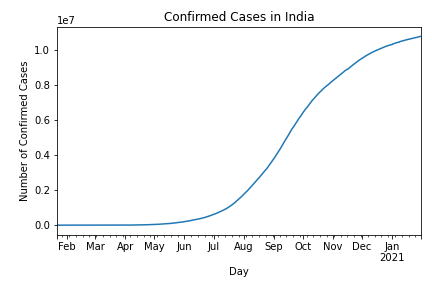 Confirmed Cases in India
1e7
1.0
0.8
0.6
0.4
0.2
0.0
Number of Confirmed Cases
Feb Mar Apr May Jun Jul Aug Sep Oct Nov Dec Jan
2021
Day